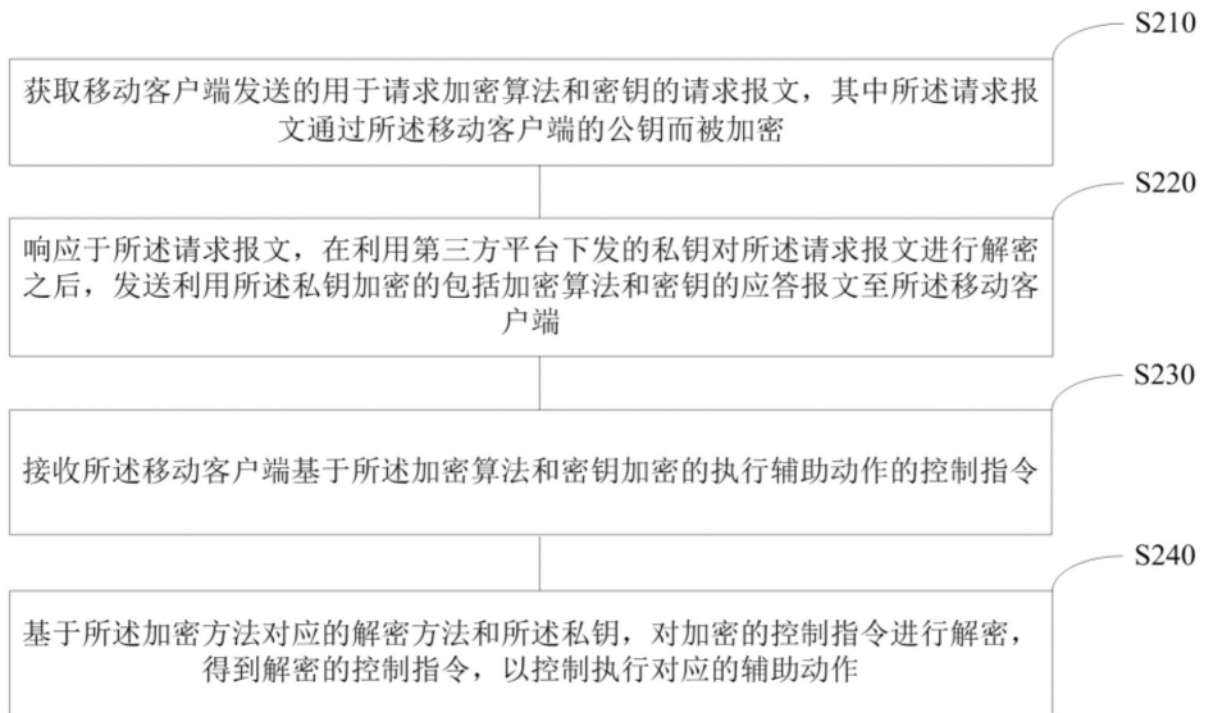 S210
获取移动客户端发送的用于请求加密算法和密钥的请求报
文，其中所述请求报文通过所述移动客户端的公钥而被加密
S220
响应于所述请求报文，在利用第三方平台下发的私钥对所述请求报文进行解密
之后，发送利用所述私钥加密的包括加密算法和密钥的应答报文至所述移动客
户端
S230
接收所述移动客户端基于所述加密算法和密钥加密的执行辅助动作的控制指令
S240
基于所述加密方法对应的解密方法和所述私钥，对加密的控制指令进行解密，
得到解密的控制指令，以控制执行对应的辅助动作